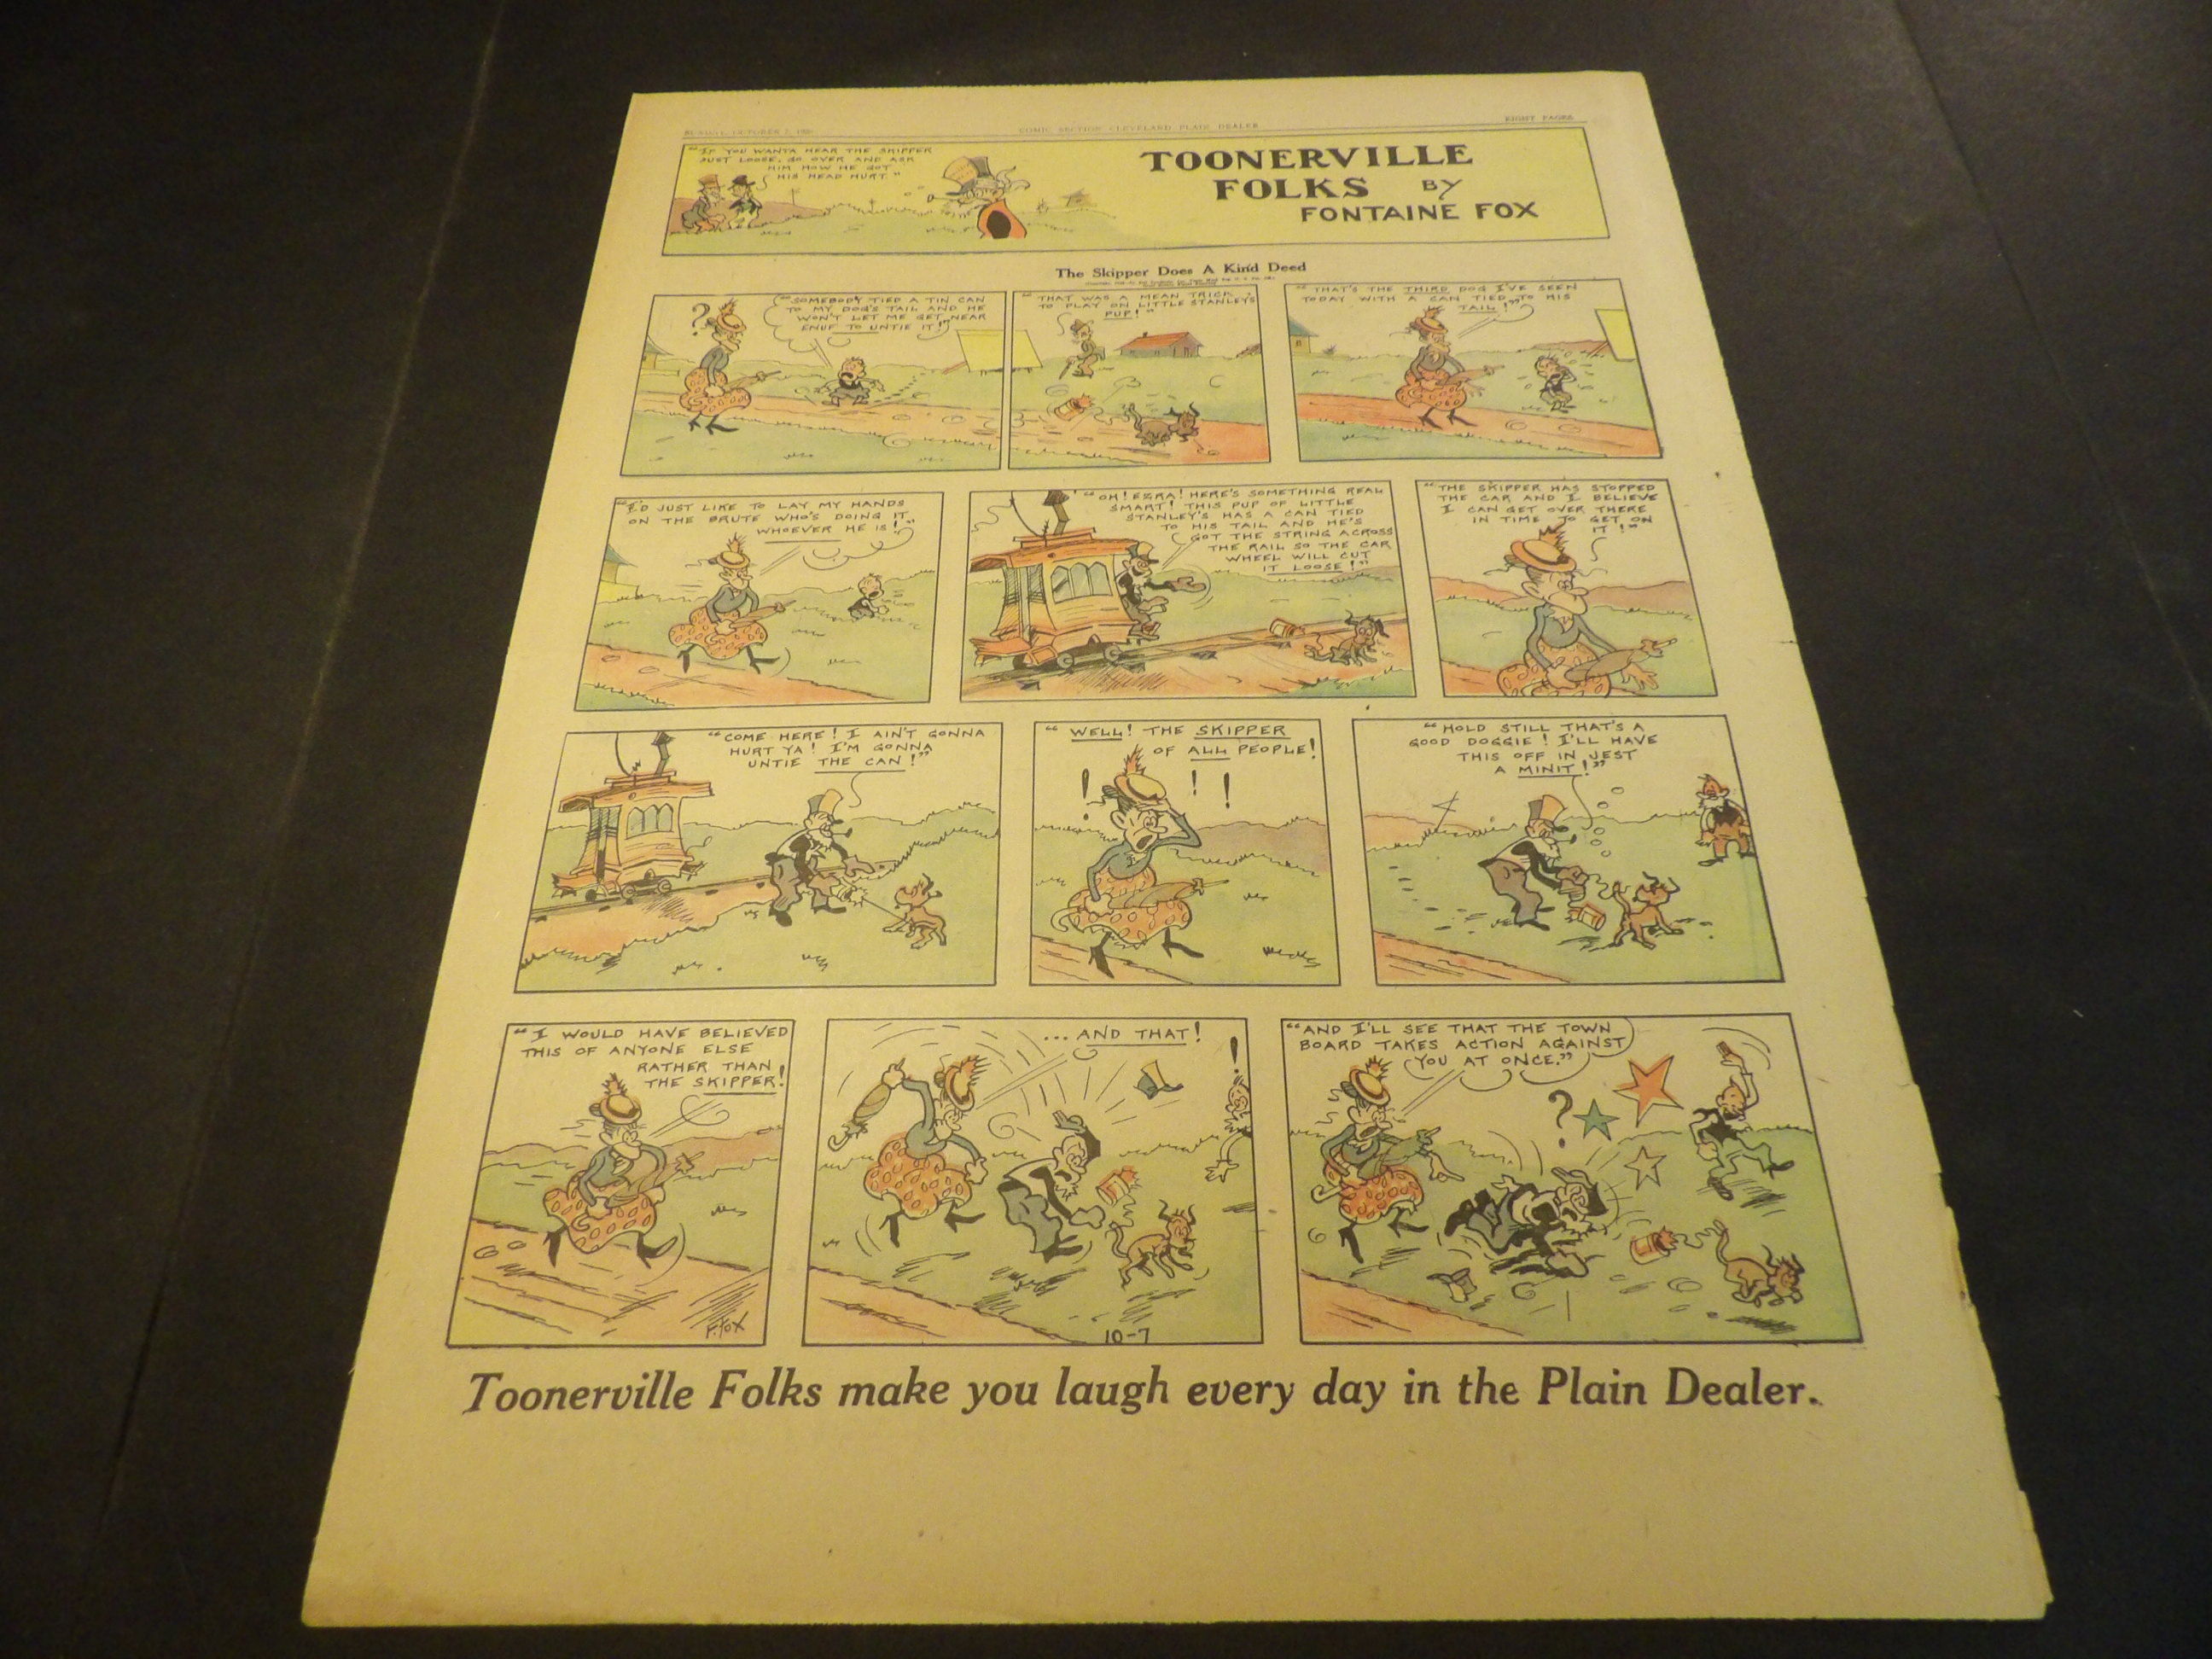 SUNDAY, OCTOBER 7,
COMIC SECTION CLEVELAND PLAIN DEALER
EIGHT PAGES
"IF YOU WANTA HEAR THE SKIPPER
JUST LOOSE, GO OVER AND ASK
HIM HOW HE GOT
HIS HEAD HURT."
TOONERVILLE
FOLKS BY
FONTAINE FOX
The Skipper Does A Kind Deed
?
"SOMEBODY TIED A TIN CAN
TO MY DOG'S TAIL AND HE
WON'T LET ME GET NEAR
ENUF TO UNTIE IT!"
"THAT WAS A MEAN TRICK
TO PLAY ON LITTLE STANLEY'S
PUP!"
"THAT'S THE THIRD DOG I'VE SEEN
TODAY WITH A CAN TIED TO HIS
TAIL!"
"I'D JUST LIKE TO LAY MY HANDS
ON THE BRUTE WHO'S DOING IT
WHOEVER HE IS!"
"OH! EZRA! HERE'S SOMETHING REAL
SMART! THIS PUP OF LITTLE
STANLEY'S HAS A CAN TIED
TO HIS TAIL AND HE'S
GOT THE STRING ACROSS
THE RAIL SO THE CAR
WHEEL WILL CUT
IT LOOSE!"
"THE SKIPPER HAS STOPPED
THE CAR AND I BELIEVE
I CAN GET OVER THERE
IN TIME TO GET ON
IT!"
"COME HERE! I AIN'T GONNA
HURT YA! I'M GONNA
UNTIE THE CAN!"
"WELL! THE SKIPPER
OF ALL PEOPLE!
! ! !
"HOLD STILL THAT'S A
GOOD DOGGIE! I'LL HAVE
THIS OFF IN JEST
A MINIT!"
"I WOULD HAVE BELIEVED
THIS OF ANYONE ELSE
RATHER THAN
THE SKIPPER!
F. FOX
...AND THAT!
!
10-7
"AND I'LL SEE THAT THE TOWN
BOARD TAKES ACTION AGAINST
YOU AT ONCE."
?
Toonerville Folks make you laugh every day in the Plain Dealer.